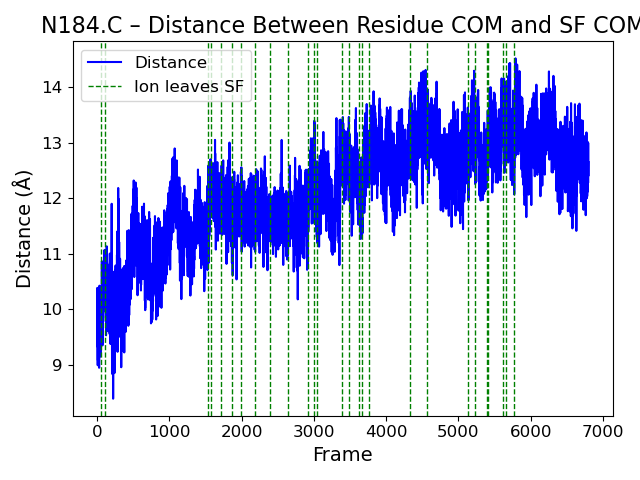 N184.C – Distance Between Residue COM and SF COM
Distance
Ion leaves SF
Distance (Å)
14
13
12
11
10
9
0 1000 2000 3000 4000 5000 6000 7000
Frame